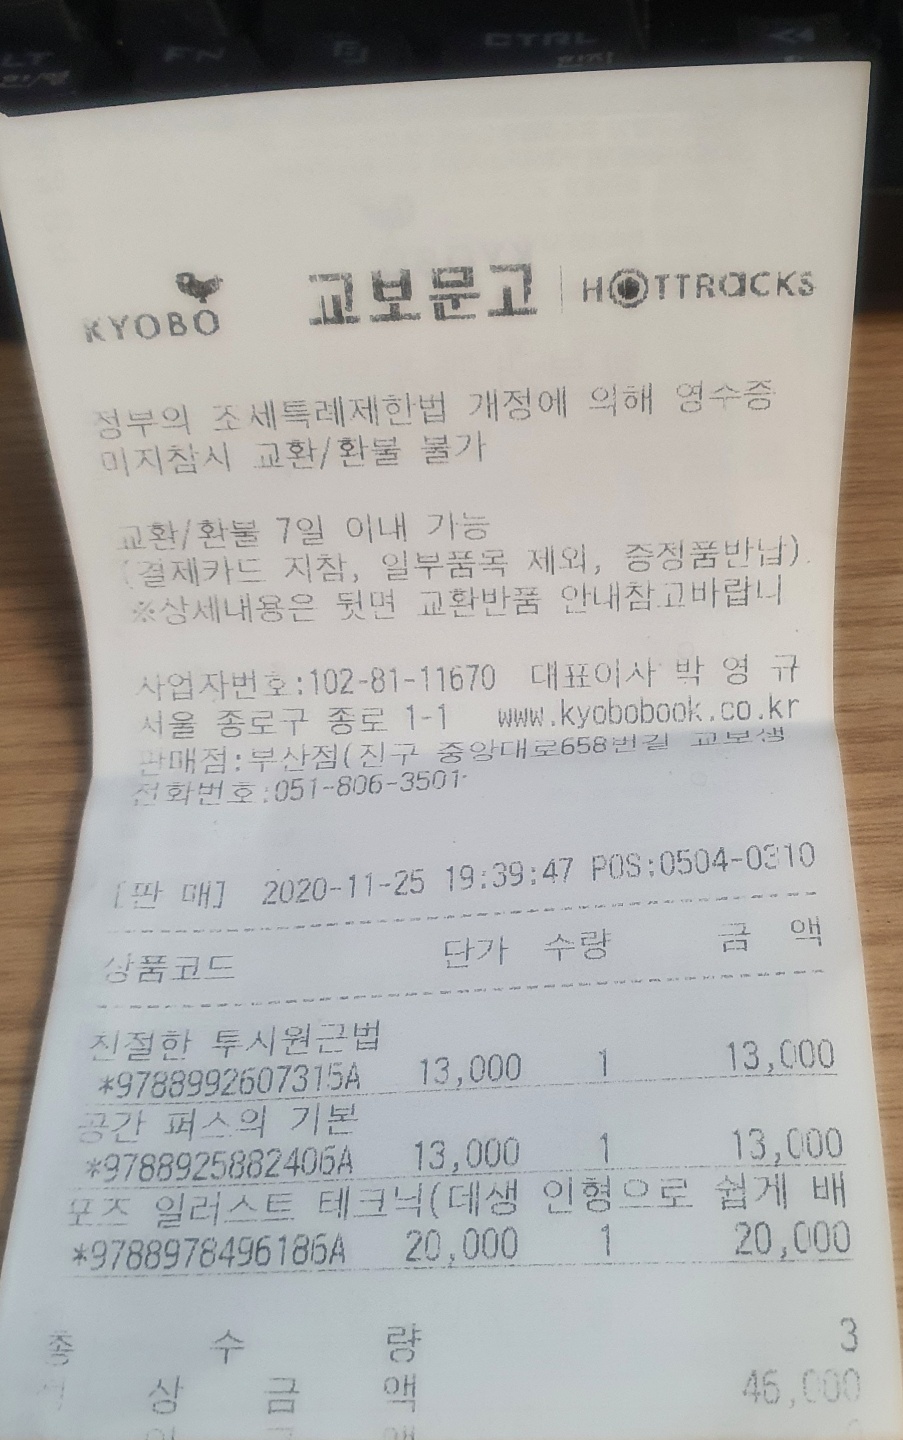 LT
FN
CTRL
KYOBO 교보문고 HOTTRACKS
정부의 조세특례제한법 개정에 의해 영수증
미지참시 교환/환불 불가
교환/환불 7일 이내 가능
(결제카드 지참, 일부품목 제외, 증정품반납)
※상세내용은 뒷면 교환반품 안내참고바랍니
사업자번호:102-81-11670 대표이사 박 영 규
서울 종로구 종로 1-1 www.kyobobook.co.kr
판매점:부산점(진구 중앙대로658번길 교보생
전화번호:051-806-3501
[판 매] 2020-11-25 19:39:47 POS:0504-0310
상품코드 단가 수량 금 액
친절한 투시원근법
*9788992607315A 13,000 1 13,000
공간 퍼스의 기본
*9788925882406A 13,000 1 13,000
포즈 일러스트 테크닉(데생 인형으로 쉽게 배
*9788978496186A 20,000 1 20,000
총 수 량 3
상 금 액 46,000